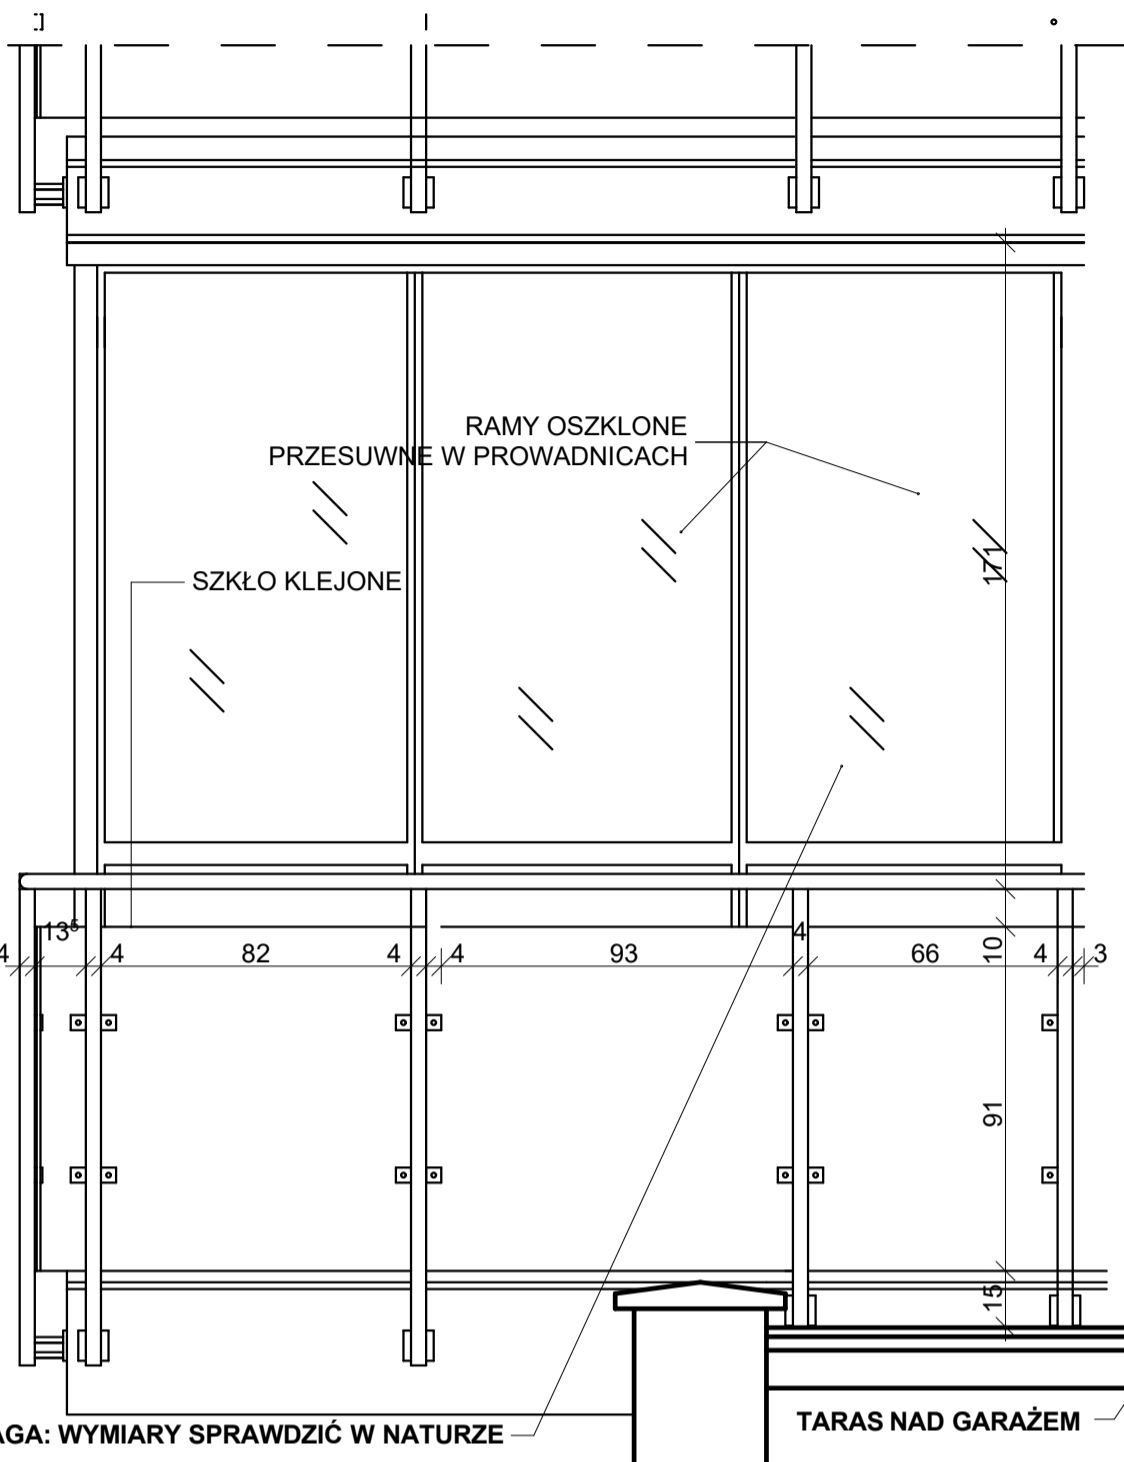 RAMY OSZKLONE
PRZESUWNE W PROWADNICACH
171
SZKŁO KLEJONE
4 13⁵ 4 82 4 4 93 4 66 4 3
10
91
15
AGA: WYMIARY SPRAWDZIĆ W NATURZE
TARAS NAD GARAŻEM